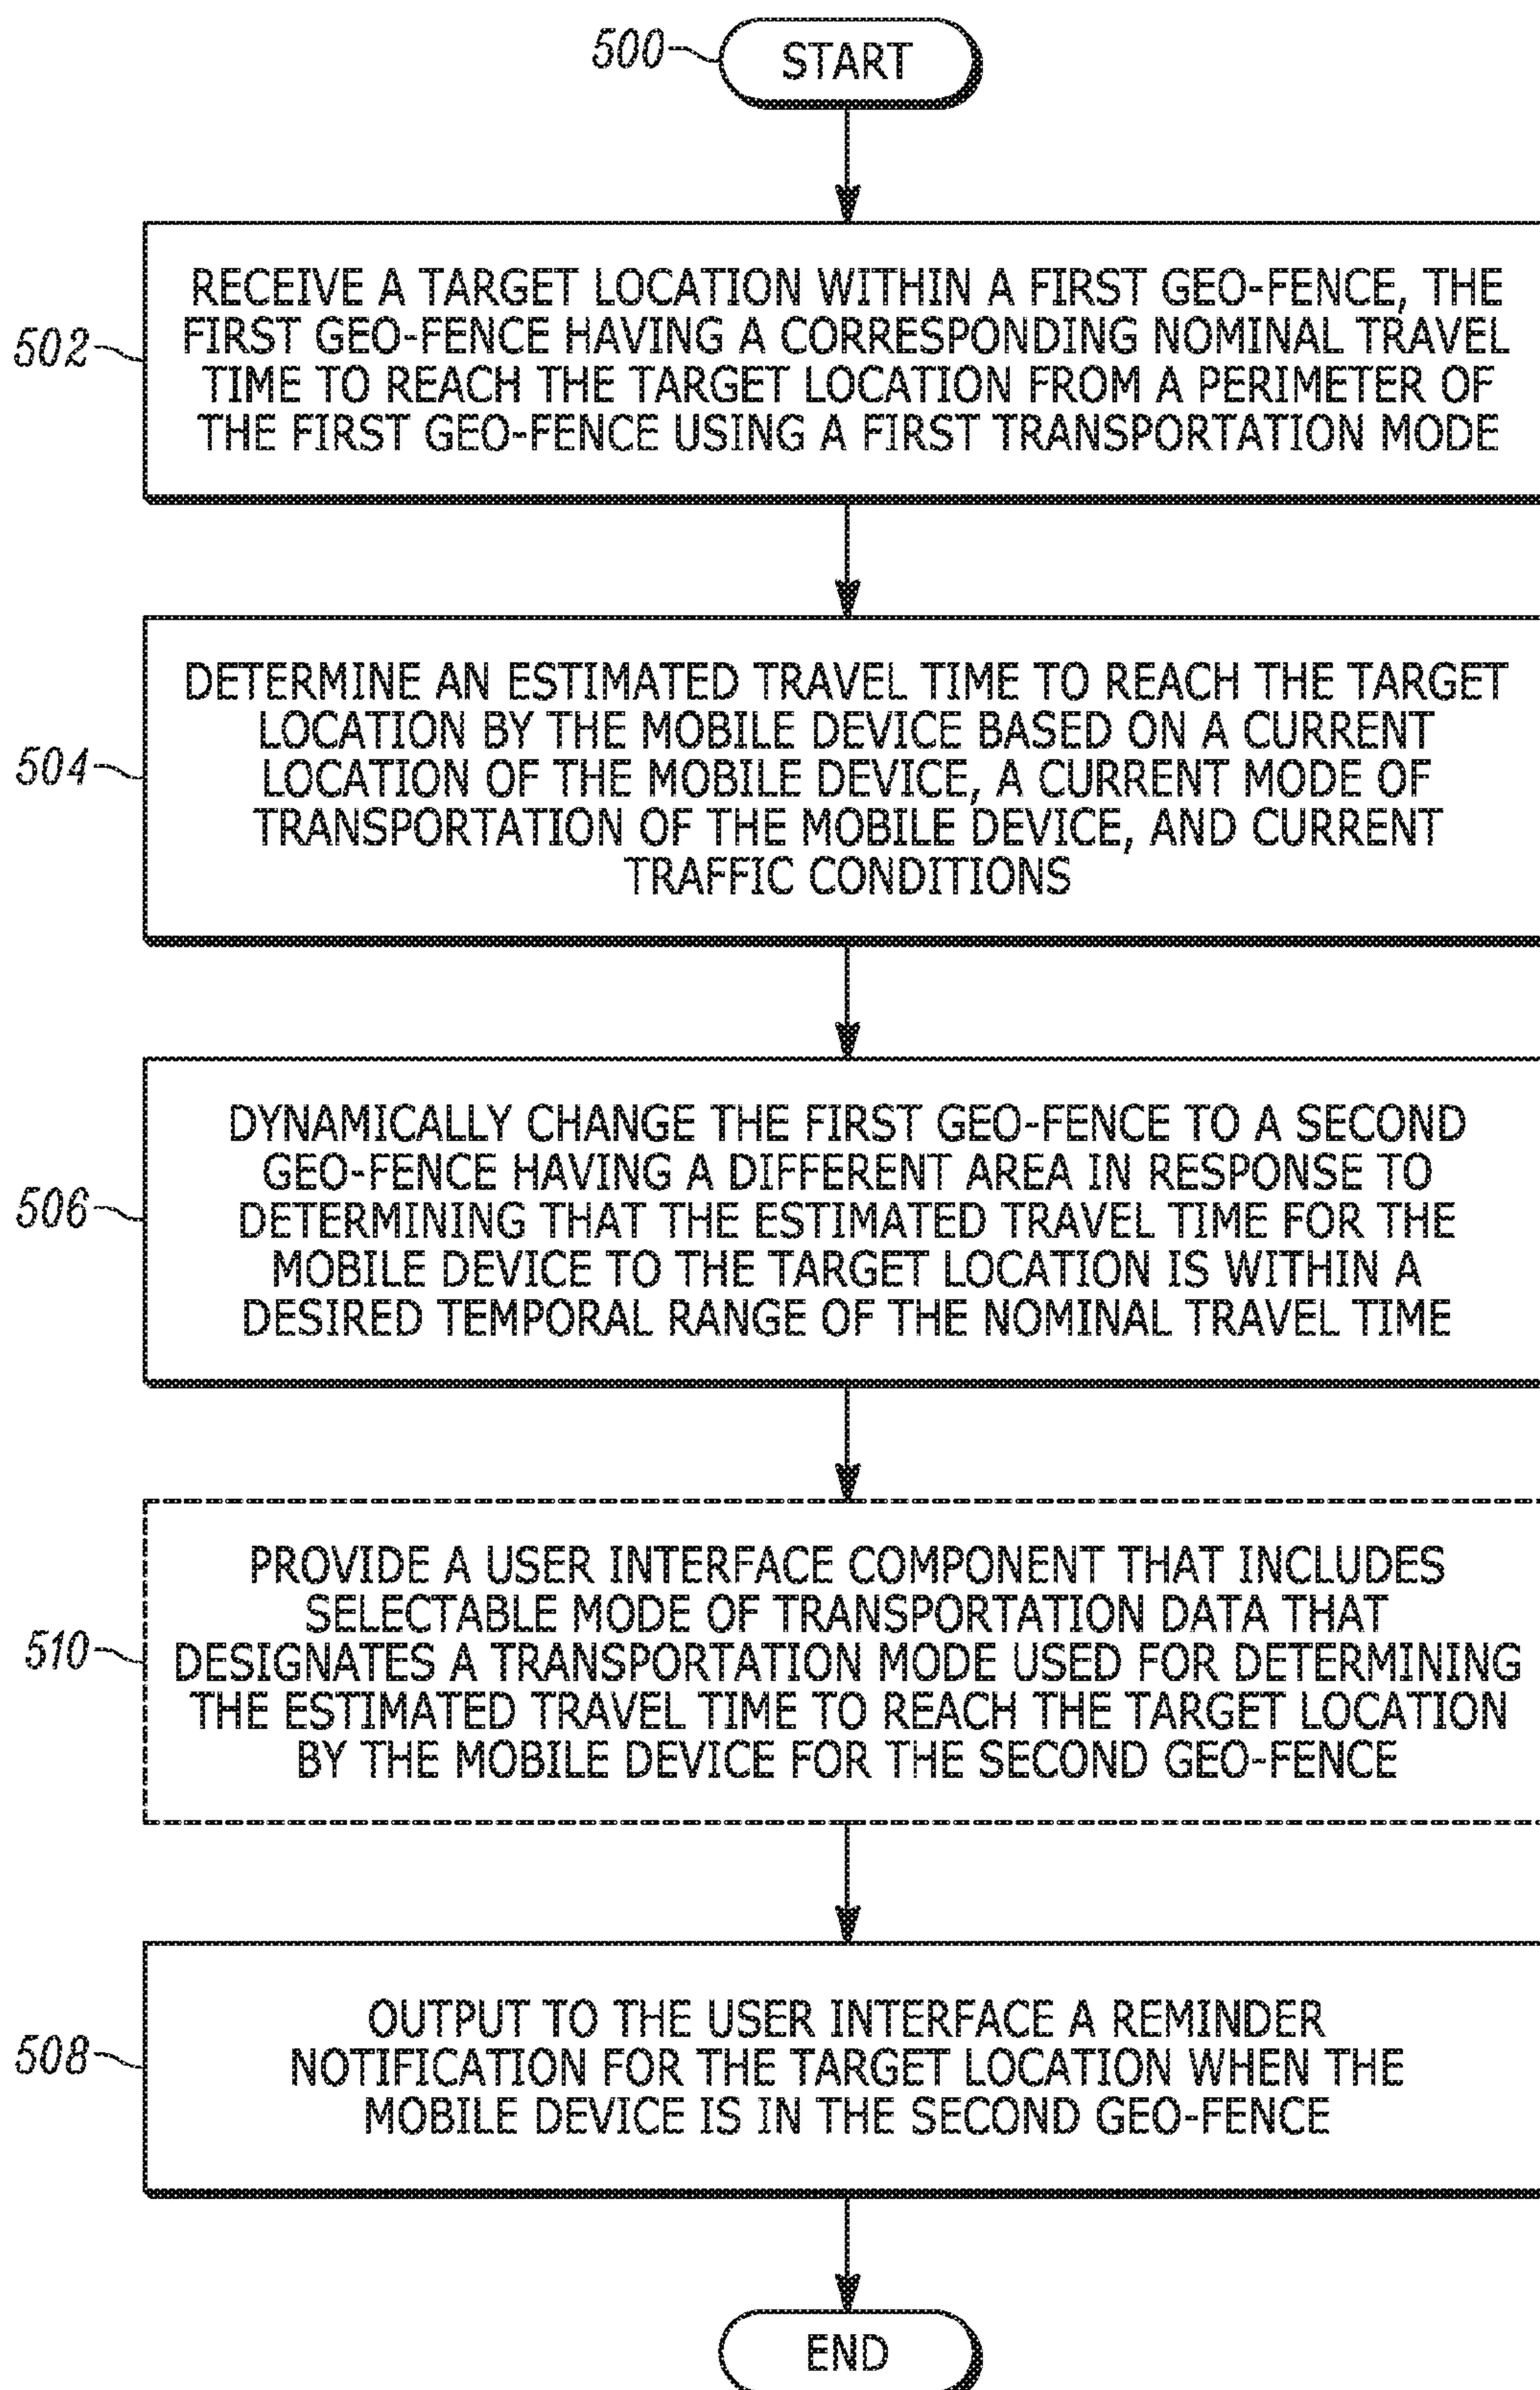 500
START
502
RECEIVE A TARGET LOCATION WITHIN A FIRST GEO-FENCE, THE
FIRST GEO-FENCE HAVING A CORRESPONDING NOMINAL TRAVEL
TIME TO REACH THE TARGET LOCATION FROM A PERIMETER OF
THE FIRST GEO-FENCE USING A FIRST TRANSPORTATION MODE
504
DETERMINE AN ESTIMATED TRAVEL TIME TO REACH THE TARGET
LOCATION BY THE MOBILE DEVICE BASED ON A CURRENT
LOCATION OF THE MOBILE DEVICE, A CURRENT MODE OF
TRANSPORTATION OF THE MOBILE DEVICE, AND CURRENT
TRAFFIC CONDITIONS
506
DYNAMICALLY CHANGE THE FIRST GEO-FENCE TO A SECOND
GEO-FENCE HAVING A DIFFERENT AREA IN RESPONSE TO
DETERMINING THAT THE ESTIMATED TRAVEL TIME FOR THE
MOBILE DEVICE TO THE TARGET LOCATION IS WITHIN A
DESIRED TEMPORAL RANGE OF THE NOMINAL TRAVEL TIME
510
PROVIDE A USER INTERFACE COMPONENT THAT INCLUDES
SELECTABLE MODE OF TRANSPORTATION DATA THAT
DESIGNATES A TRANSPORTATION MODE USED FOR DETERMINING
THE ESTIMATED TRAVEL TIME TO REACH THE TARGET LOCATION
BY THE MOBILE DEVICE FOR THE SECOND GEO-FENCE
508
OUTPUT TO THE USER INTERFACE A REMINDER
NOTIFICATION FOR THE TARGET LOCATION WHEN THE
MOBILE DEVICE IS IN THE SECOND GEO-FENCE
END